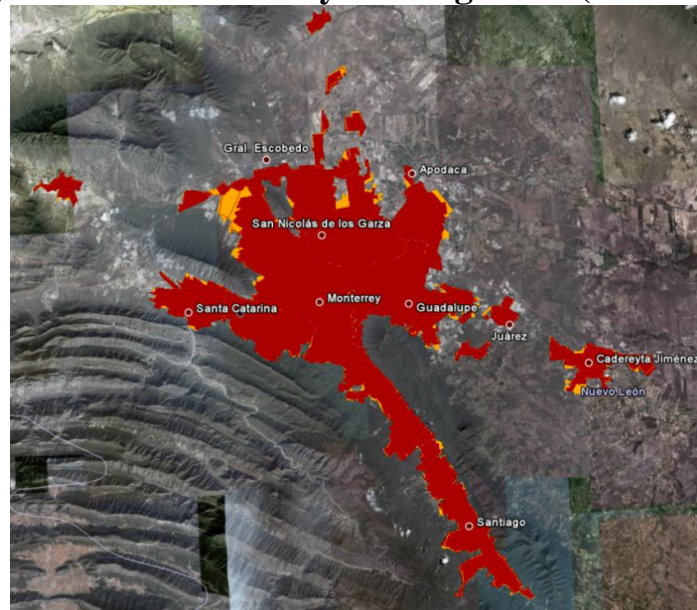 Gral. Escobedo
Apodaca
San Nicolás de los Garza
Santa Catarina
Monterrey
Guadalupe
Juárez
Cadereyta Jiménez
Nuevo León
Santiago